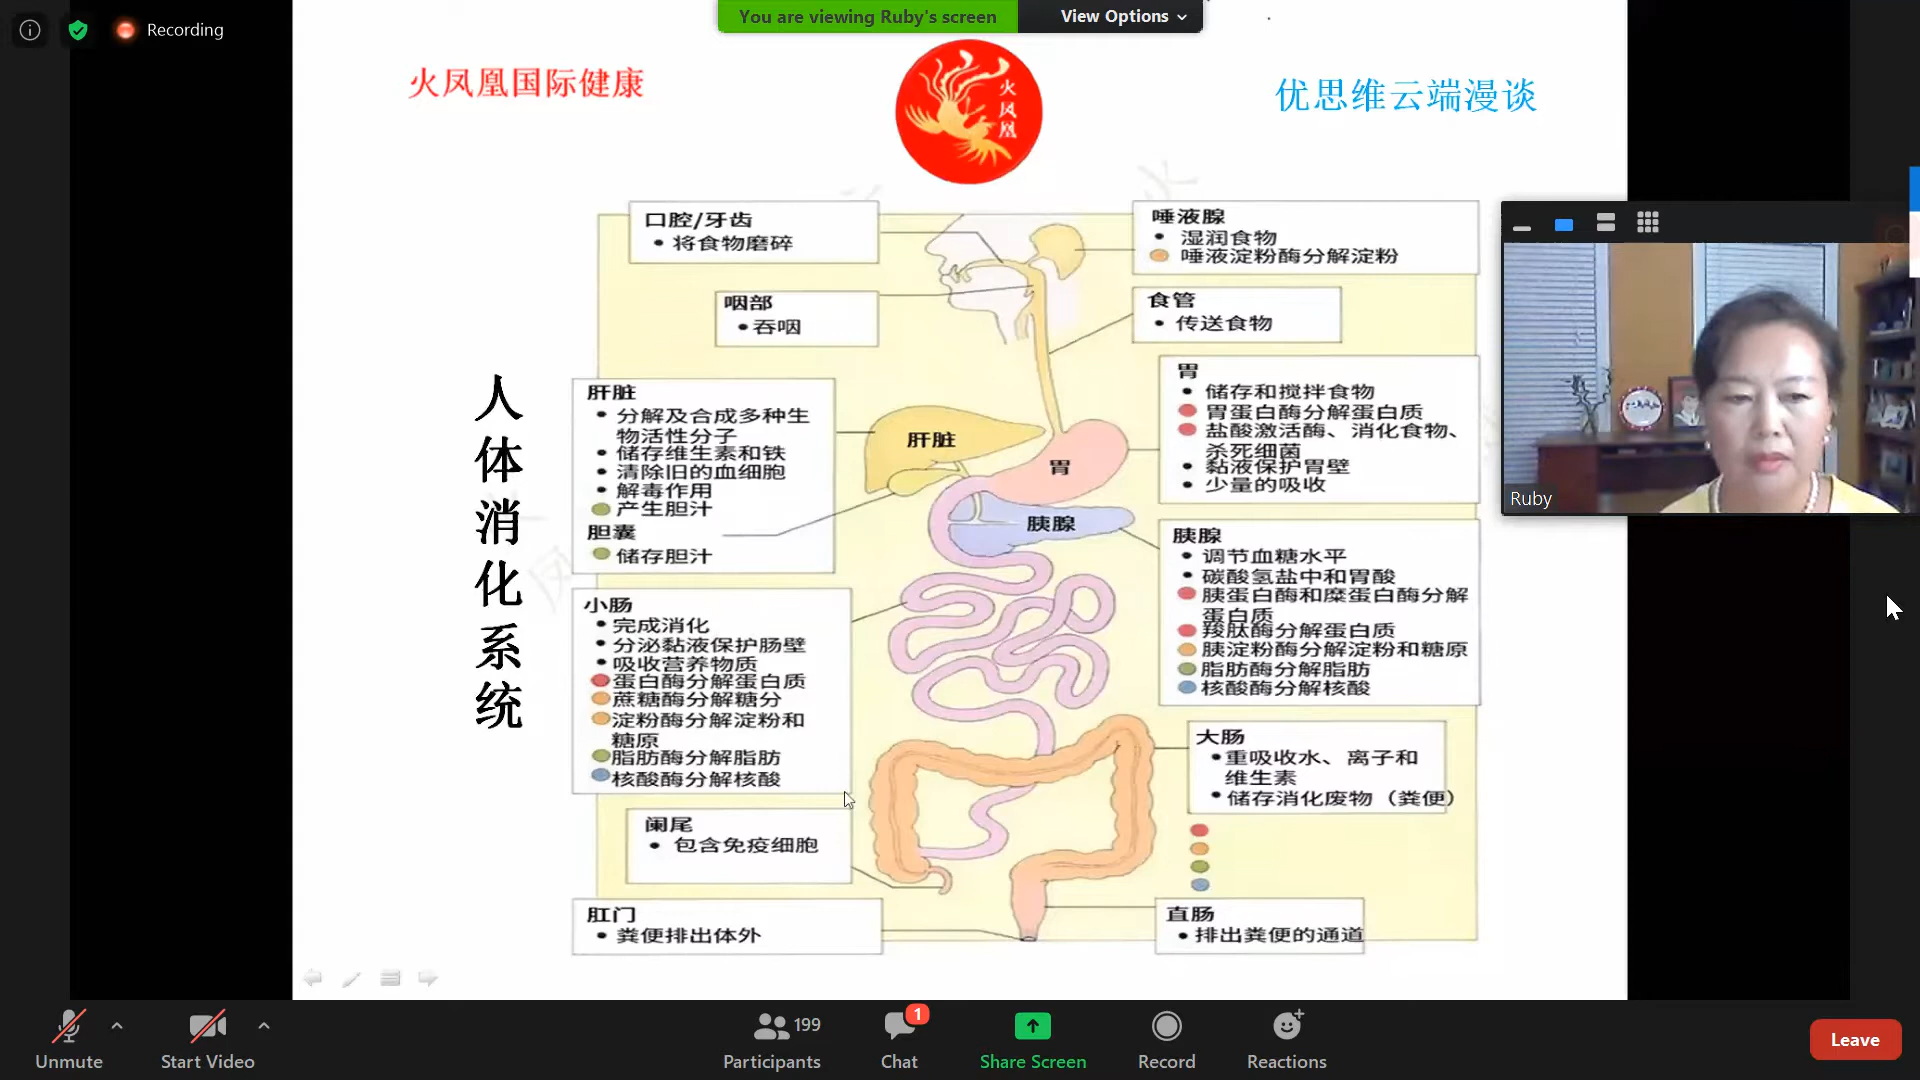 Recording
You are viewing Ruby's screen
View Options
火凤凰国际健康
火凤凰
优思维云端漫谈
人体消化系统
口腔/牙齿
• 将食物磨碎
咽部
• 吞咽
肝脏
• 分解及合成多种生
物活性分子
• 储存维生素和铁
• 清除旧的血细胞
• 解毒作用
产生胆汁
胆囊
储存胆汁
小肠
• 完成消化
• 分泌黏液保护肠壁
• 吸收营养物质
蛋白酶分解蛋白质
蔗糖酶分解糖分
淀粉酶分解淀粉和
糖原
脂肪酶分解脂肪
核酸酶分解核酸
阑尾
• 包含免疫细胞
肛门
• 粪便排出体外
肝脏
胃
胰腺
唾液腺
• 湿润食物
唾液淀粉酶分解淀粉
食管
• 传送食物
胃
• 储存和搅拌食物
胃蛋白酶分解蛋白质
盐酸激活酶、消化食物、
杀死细菌
• 黏液保护胃壁
• 少量的吸收
胰腺
• 调节血糖水平
• 碳酸氢盐中和胃酸
胰蛋白酶和糜蛋白酶分解
蛋白质
羧肽酶分解蛋白质
胰淀粉酶分解淀粉和糖原
脂肪酶分解脂肪
核酸酶分解核酸
大肠
• 重吸收水、离子和
维生素
• 储存消化废物（粪便）
直肠
• 排出粪便的通道
Ruby
Unmute
Start Video
199
Participants
1
Chat
Share Screen
Record
Reactions
Leave